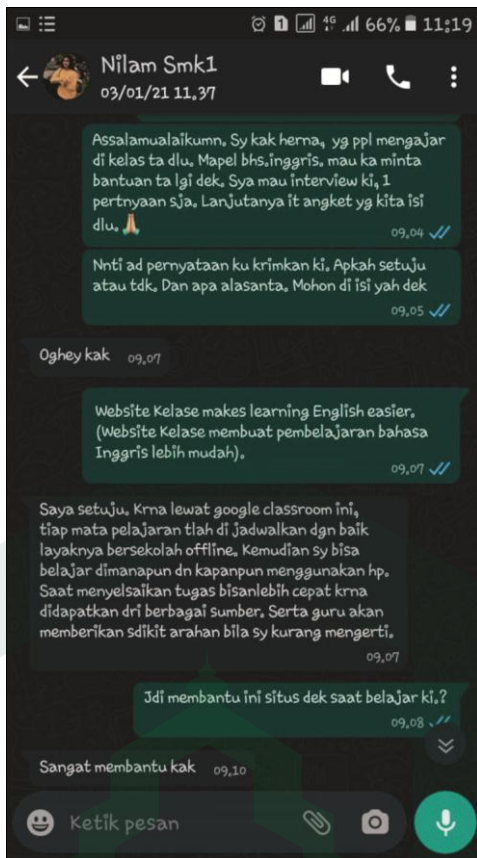 4G 66% 11:19
Nilam Smk1
03/01/21 11.37
Assalamualaikumn. Sy kak herna, yg ppl mengajar
di kelas ta dlu. Mapel bhs.inggris. mau ka minta
bantuan ta lgi dek. Sya mau interview ki, 1
pertnyaan sja. Lanjutanya it angket yg kita isi
dlu. 🙏🏼
09.04
Nnti ad pernyataan ku krimkan ki. Apkah setuju
atau tdk. Dan apa alasanta. Mohon di isi yah dek
09.05
Oghey kak 09.07
Website Kelase makes learning English easier.
(Website Kelase membuat pembelajaran bahasa
Inggris lebih mudah).
09.07
Saya setuju. Krna lewat google classroom ini,
tiap mata pelajaran tlah di jadwalkan dgn baik
layaknya bersekolah offline. Kemudian sy bisa
belajar dimanapun dn kapanpun menggunakan hp.
Saat menyelsaikan tugas bisanlebih cepat krna
didapatkan dri berbagai sumber. Serta guru akan
memberikan sdikit arahan bila sy kurang mengerti.
09.07
Jdi membantu ini situs dek saat belajar ki.?
09.08
Sangat membantu kak 09.10
Ketik pesan